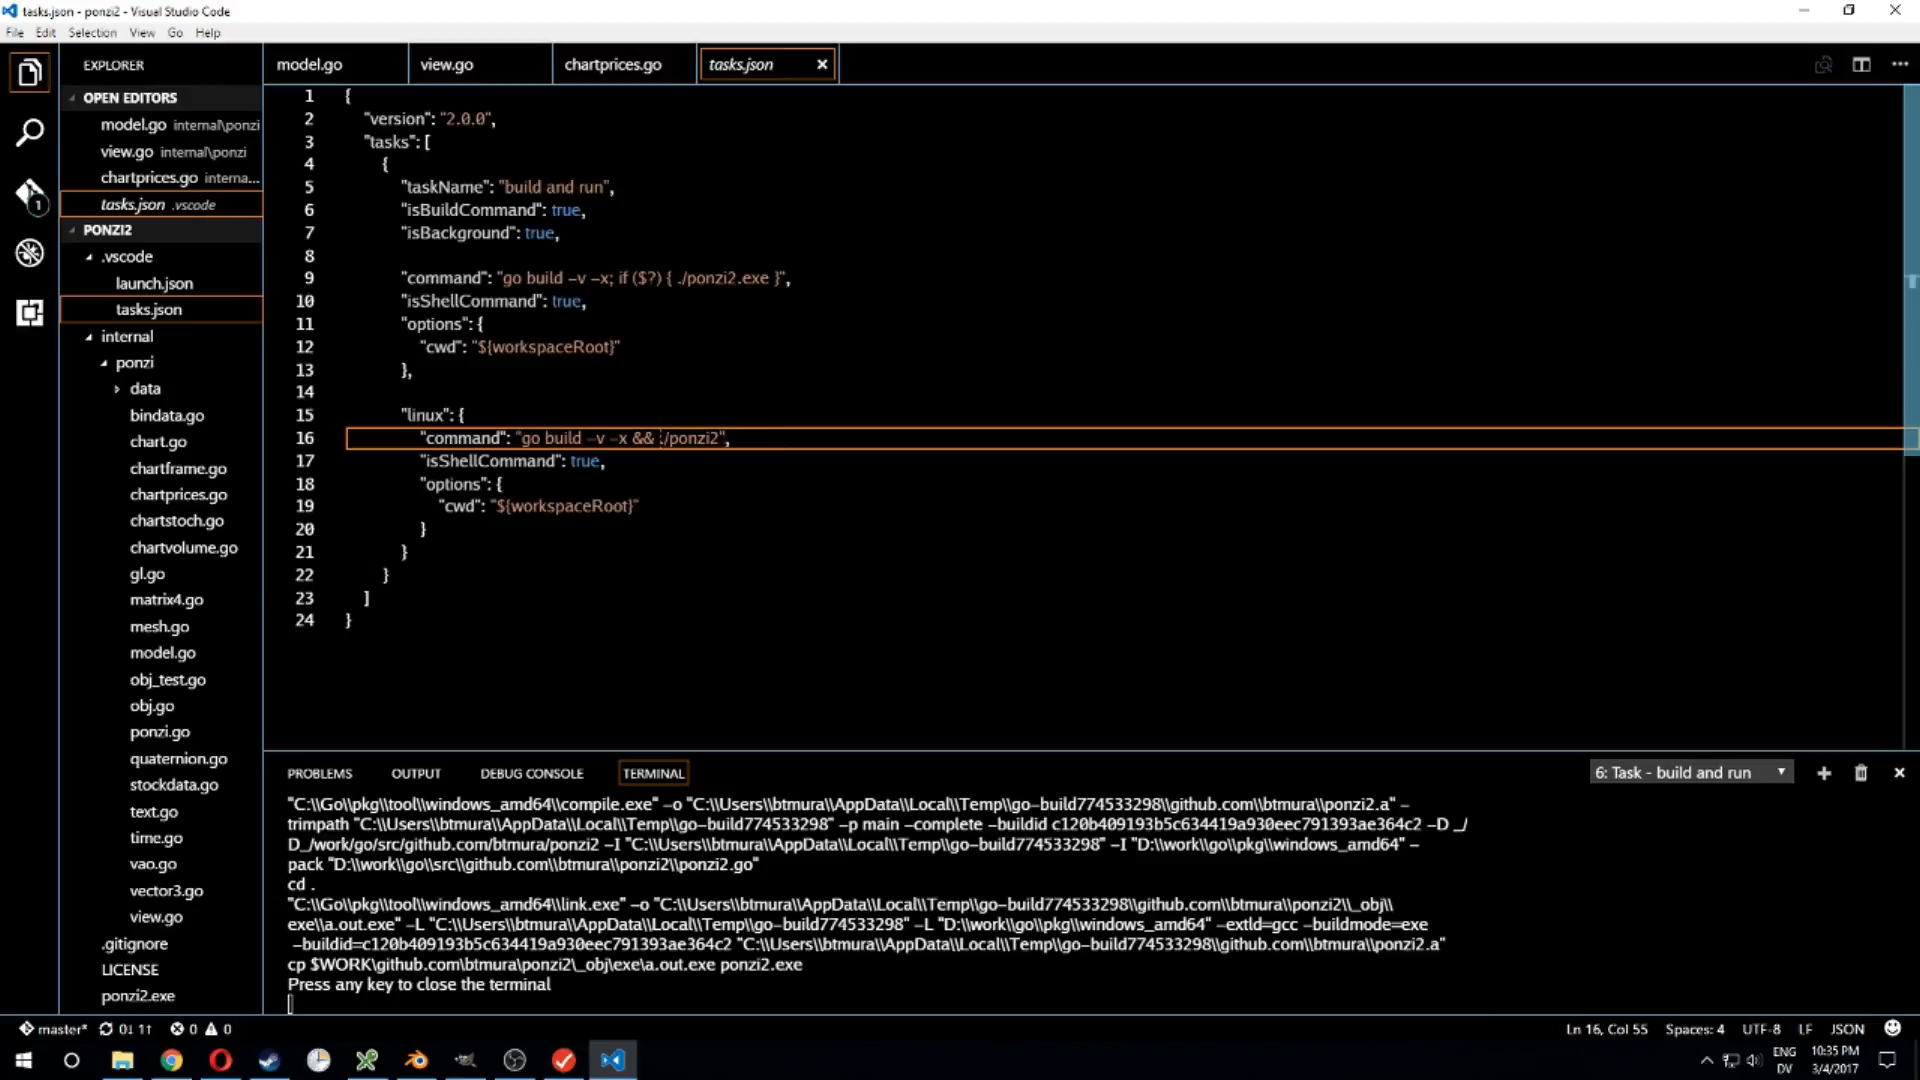 tasks.json - ponzi2 - Visual Studio Code
File Edit Selection View Go Help
EXPLORER
model.go
view.go
chartprices.go
tasks.json
OPEN EDITORS
model.go internal\ponzi
view.go internal\ponzi
chartprices.go interna...
tasks.json .vscode
1
PONZI2
.vscode
launch.json
tasks.json
internal
ponzi
data
bindata.go
chart.go
chartframe.go
chartprices.go
chartstoch.go
chartvolume.go
gl.go
matrix4.go
mesh.go
model.go
obj_test.go
obj.go
ponzi.go
quaternion.go
stockdata.go
text.go
time.go
vao.go
vector3.go
view.go
.gitignore
LICENSE
ponzi2.exe
1 {
2 "version": "2.0.0",
3 "tasks": [
4 {
5 "taskName": "build and run",
6 "isBuildCommand": true,
7 "isBackground": true,
8
9 "command": "go build -v -x; if ($?) { ./ponzi2.exe }",
10 "isShellCommand": true,
11 "options": {
12 "cwd": "${workspaceRoot}"
13 },
14
15 "linux": {
16 "command": "go build -v -x && ./ponzi2",
17 "isShellCommand": true,
18 "options": {
19 "cwd": "${workspaceRoot}"
20 }
21 }
22 }
23 ]
24 }
PROBLEMS OUTPUT DEBUG CONSOLE TERMINAL 6: Task - build and run
"C:\\Go\\pkg\\tool\\windows_amd64\\compile.exe" -o "C:\\Users\\btmura\\AppData\\Local\\Temp\\go-build774533298\\github.com\\btmura\\ponzi2.a" -
trimpath "C:\\Users\\btmura\\AppData\\Local\\Temp\\go-build774533298" -p main -complete -buildid c120b409193b5c634419a930eec791393ae364c2 -D _/
D_/work/go/src/github.com/btmura/ponzi2 -I "C:\\Users\\btmura\\AppData\\Local\\Temp\\go-build774533298" -I "D:\\work\\go\\pkg\\windows_amd64" -
pack "D:\\work\\go\\src\\github.com\\btmura\\ponzi2\\ponzi2.go"
cd .
"C:\\Go\\pkg\\tool\\windows_amd64\\link.exe" -o "C:\\Users\\btmura\\AppData\\Local\\Temp\\go-build774533298\\github.com\\btmura\\ponzi2\\_obj\\
exe\\a.out.exe" -L "C:\\Users\\btmura\\AppData\\Local\\Temp\\go-build774533298" -L "D:\\work\\go\\pkg\\windows_amd64" -extld=gcc -buildmode=exe
-buildid=c120b409193b5c634419a930eec791393ae364c2 "C:\\Users\\btmura\\AppData\\Local\\Temp\\go-build774533298\\github.com\\btmura\\ponzi2.a"
cp $WORK\github.com\btmura\ponzi2\_obj\exe\a.out.exe ponzi2.exe
Press any key to close the terminal
master* 0↓ 1↑ 0 0 Ln 16, Col 55 Spaces: 4 UTF-8 LF JSON
ENG 10:35 PM
DV 3/4/2017